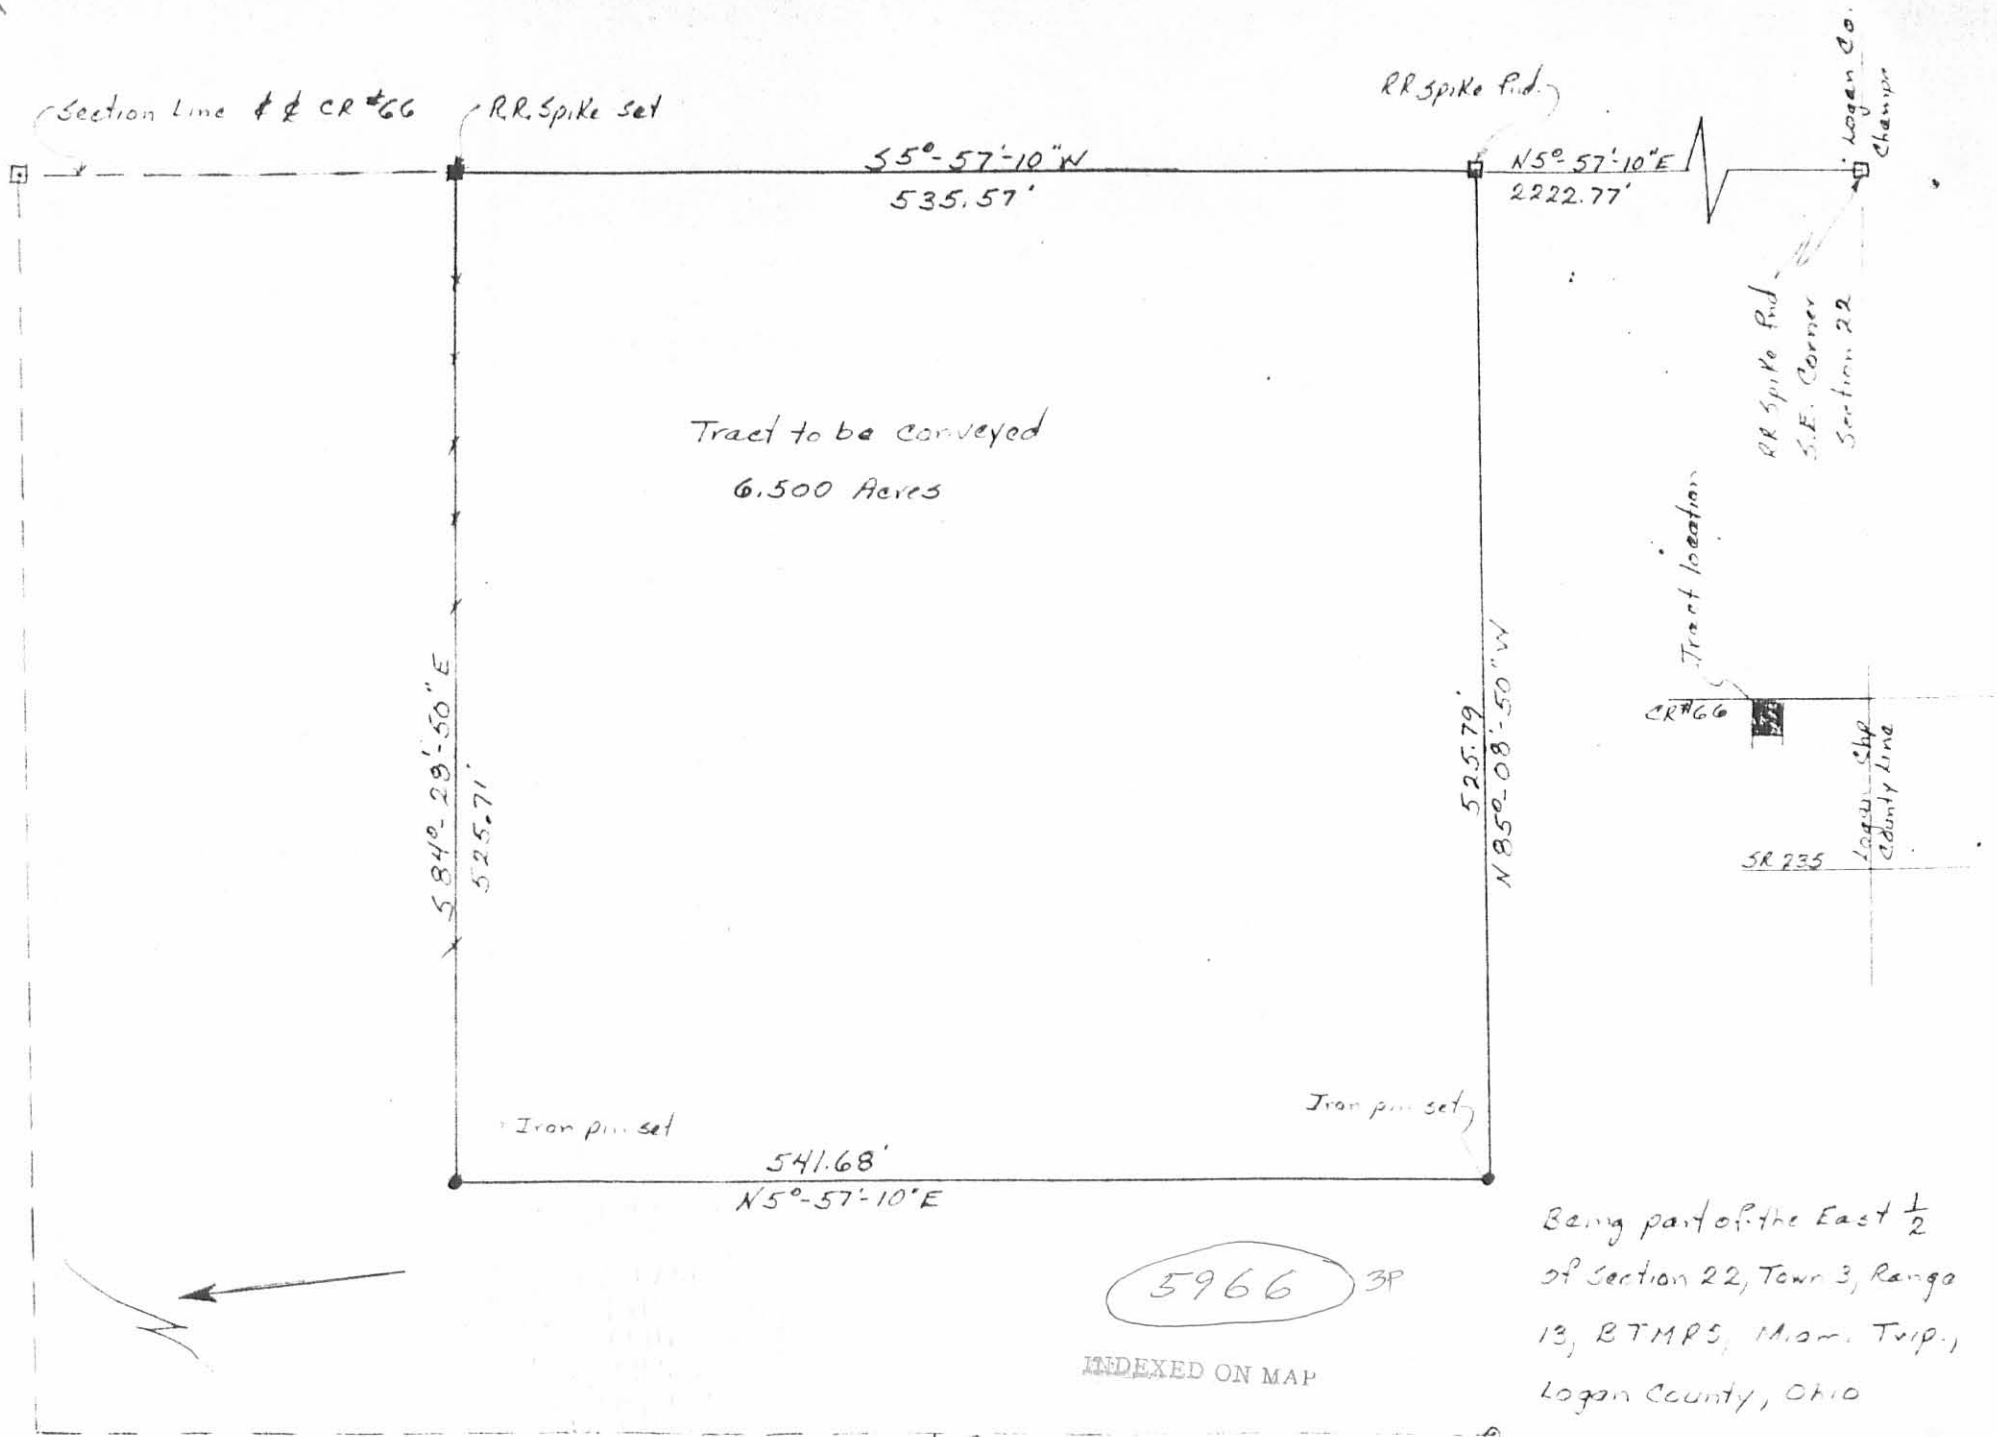 Logan Co.
Section Line & ℄ CR #66
R.R. Spike set
RR Spike Fnd.
S5°-57'-10"W
535.57'
N5°-57'-10"E
2222.77'
RR Spike Fnd
S.E. Corner
Section 22
Tract to be conveyed
6.500 Acres
Tract location
S84°-29'-50"E
525.71'
525.79'
N85°-08'-50"W
CR#66
County Line
SR 235
Iron pin set
Iron pin set
541.68'
N5°-57'-10"E
5966 3P
INDEXED ON MAP
Being part of the East 1/2
of Section 22, Town 3, Range
13, BTMRS, Twp.,
Logan County, Ohio